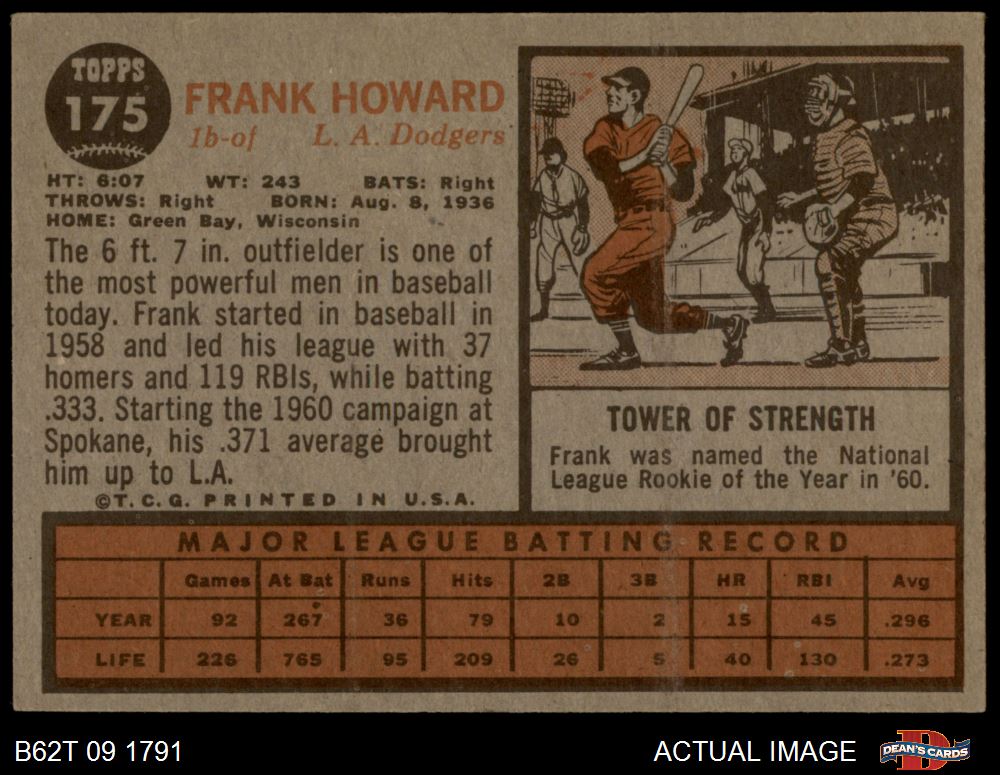 TOPPS
175
FRANK HOWARD
1b-of L. A. Dodgers
HT: 6:07 WT: 243 BATS: Right
THROWS: Right BORN: Aug. 8, 1936
HOME: Green Bay, Wisconsin
The 6 ft. 7 in. outfielder is one of
the most powerful men in baseball
today. Frank started in baseball in
1958 and led his league with 37
homers and 119 RBIs, while batting
.333. Starting the 1960 campaign at
Spokane, his .371 average brought
him up to L.A.
©T.C.G. PRINTED IN U.S.A.
TOWER OF STRENGTH
Frank was named the National
League Rookie of the Year in '60.
MAJOR LEAGUE BATTING RECORD
Games At Bat Runs Hits 2B 3B HR RBI Avg
YEAR 92 267 36 79 10 2 15 45 .296
LIFE 226 765 95 209 26 5 40 130 .273
B62T 09 1791 ACTUAL IMAGE DEAN'S CARDS